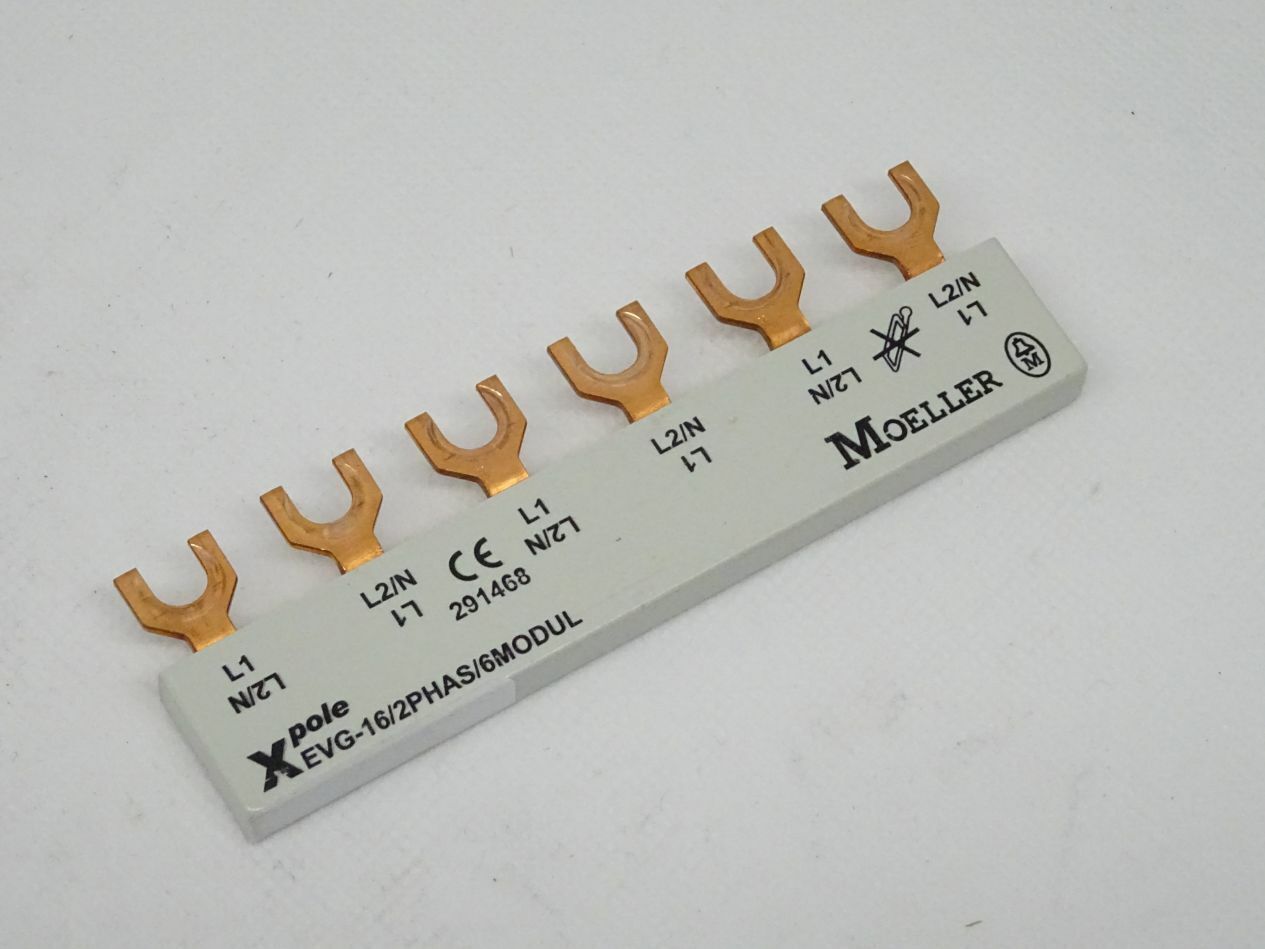 L1
L2/N
L2/N
L1
CE
291468
L1
L2/N
L2/N
L1
L1
L2/N
L2/N
L1
Xpole
EVG-16/2PHAS/6MODUL
MOELLER
M